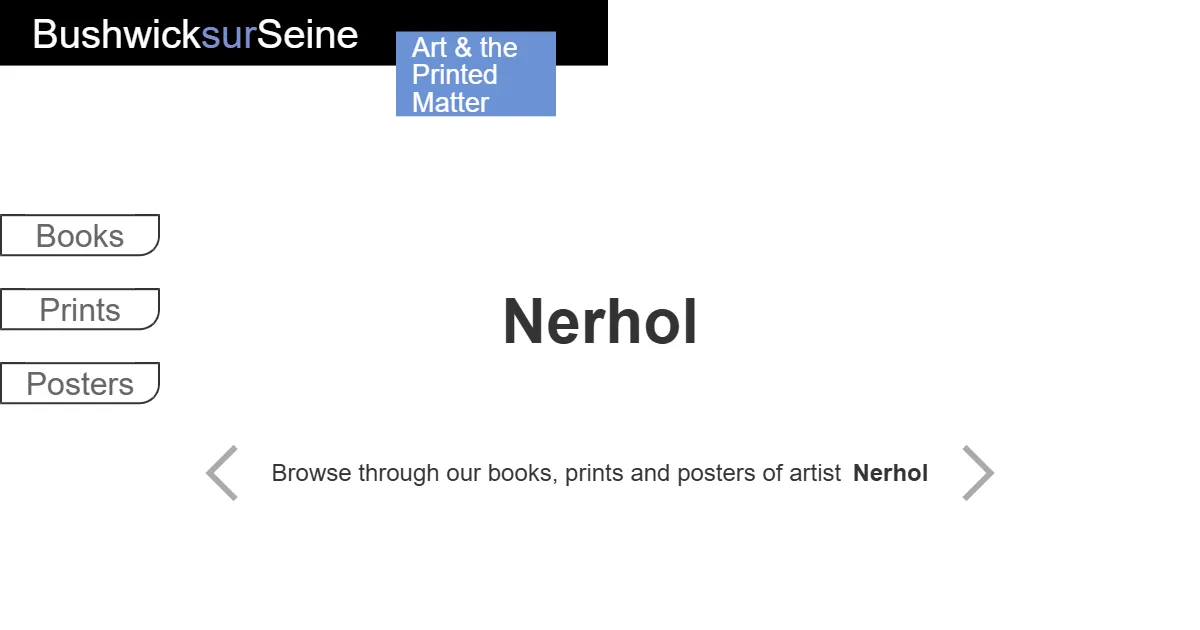 BushwicksurSeine
Art & the
Printed
Matter
Books
Prints
Posters
Nerhol
Browse through our books, prints and posters of artist Nerhol